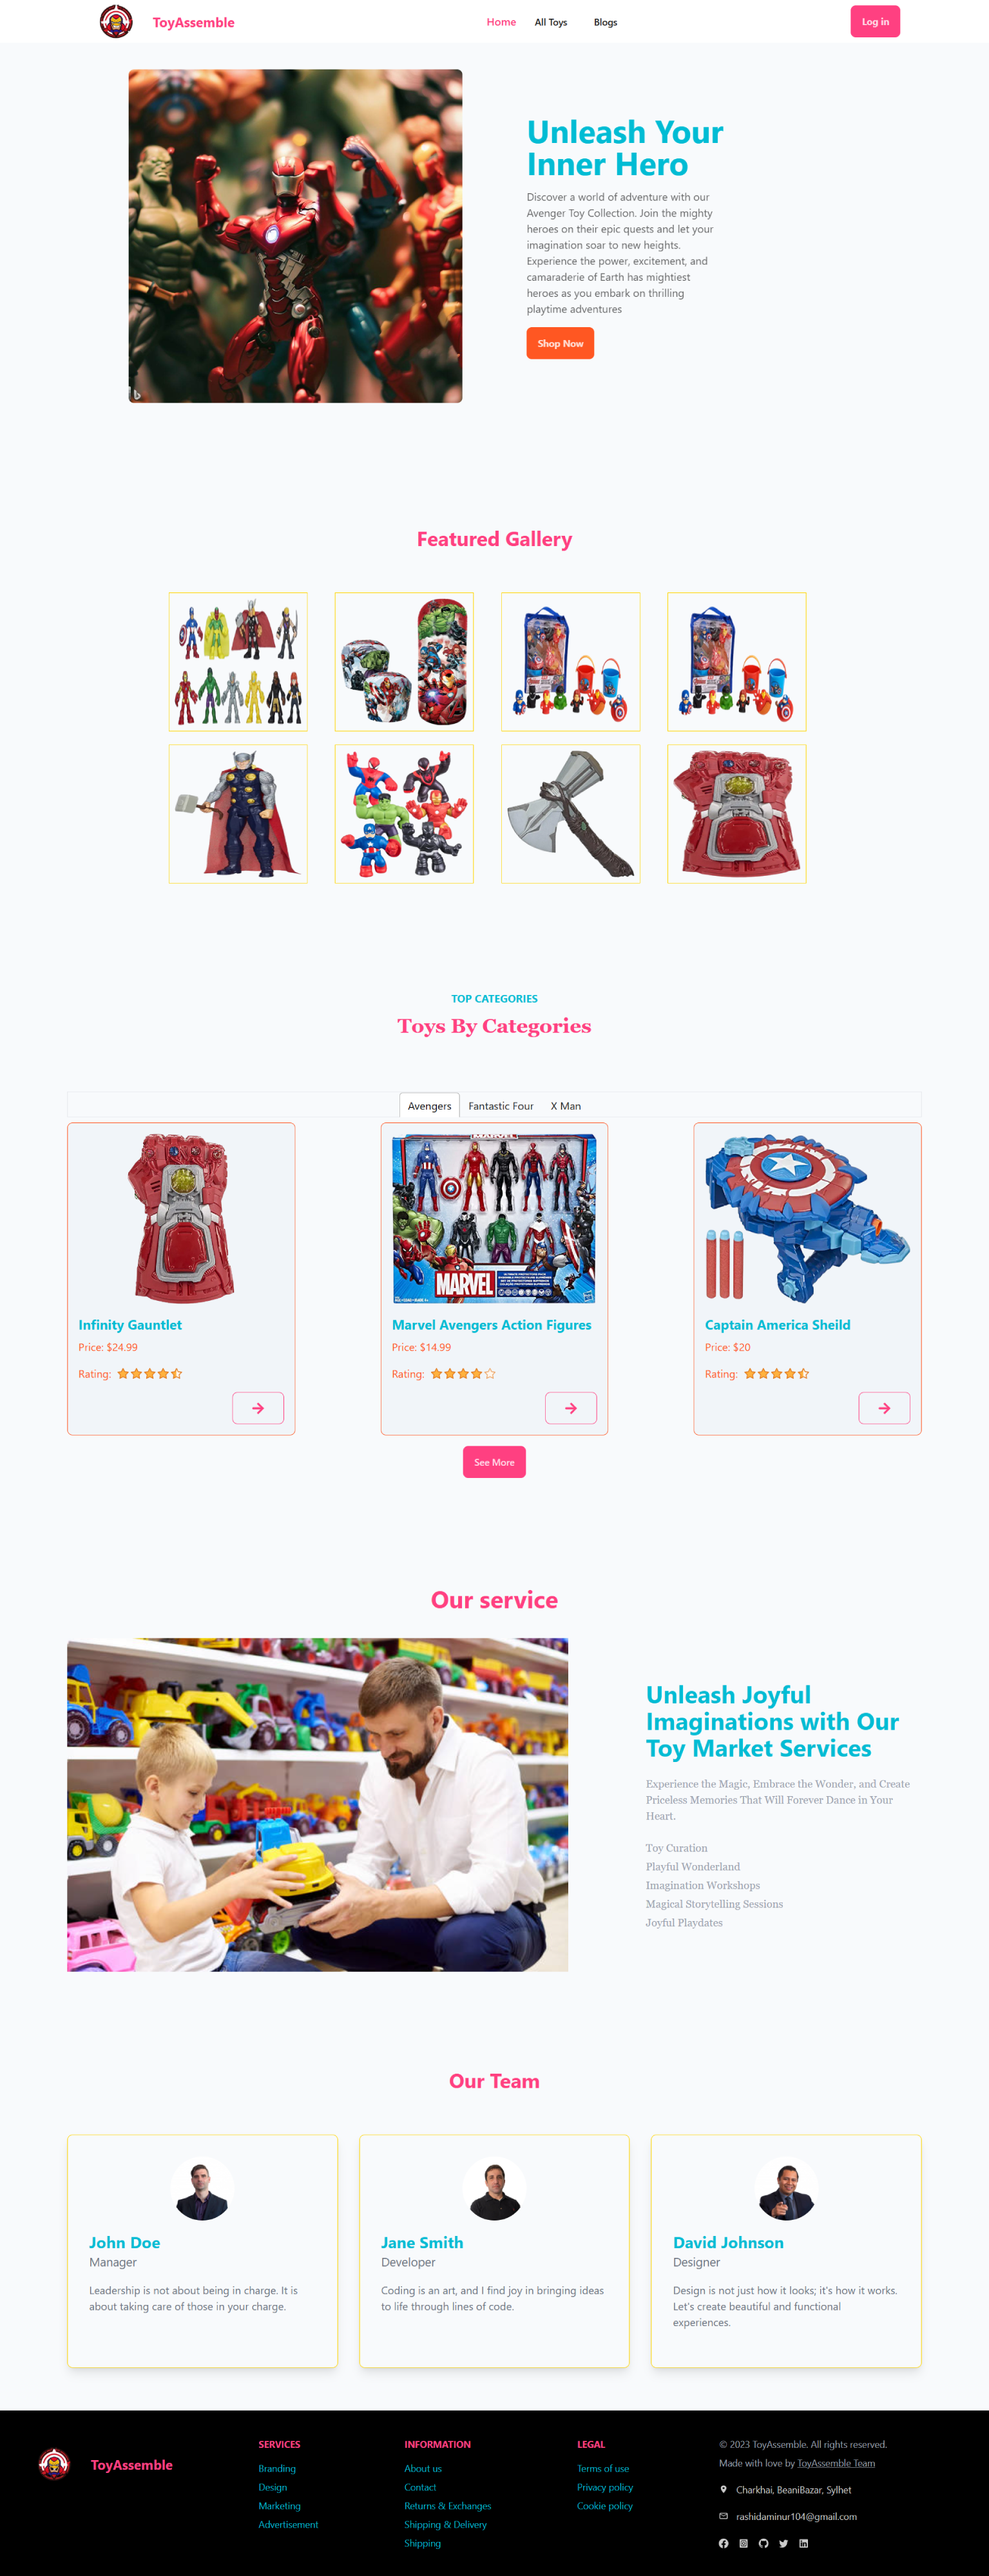 ToyAssemble
Home
All Toys
Blogs
Log in
Unleash Your
Inner Hero
Discover a world of adventure with our
Avenger Toy Collection. Join the mighty
heroes on their epic quests and let your
imagination soar to new heights.
Experience the power, excitement, and
camaraderie of Earth has mightiest
heroes as you embark on thrilling
playtime adventures
Shop Now
Featured Gallery
TOP CATEGORIES
Toys By Categories
Avengers
Fantastic Four
X Man
MARVEL
MARVEL
Infinity Gauntlet
Price: $24.99
Rating:
Marvel Avengers Action Figures
Price: $14.99
Rating:
Captain America Sheild
Price: $20
Rating:
See More
Our service
Unleash Joyful
Imaginations with Our
Toy Market Services
Experience the Magic, Embrace the Wonder, and Create
Priceless Memories That Will Forever Dance in Your
Heart.
Toy Curation
Playful Wonderland
Imagination Workshops
Magical Storytelling Sessions
Joyful Playdates
Our Team
John Doe
Manager
Leadership is not about being in charge. It is
about taking care of those in your charge.
Jane Smith
Developer
Coding is an art, and I find joy in bringing ideas
to life through lines of code.
David Johnson
Designer
Design is not just how it looks; it's how it works.
Let's create beautiful and functional
experiences.
ToyAssemble
SERVICES
Branding
Design
Marketing
Advertisement
INFORMATION
About us
Contact
Returns & Exchanges
Shipping & Delivery
Shipping
LEGAL
Terms of use
Privacy policy
Cookie policy
© 2023 ToyAssemble. All rights reserved.
Made with love by ToyAssemble Team
Charkhai, BeaniBazar, Sylhet
rashidaminur104@gmail.com